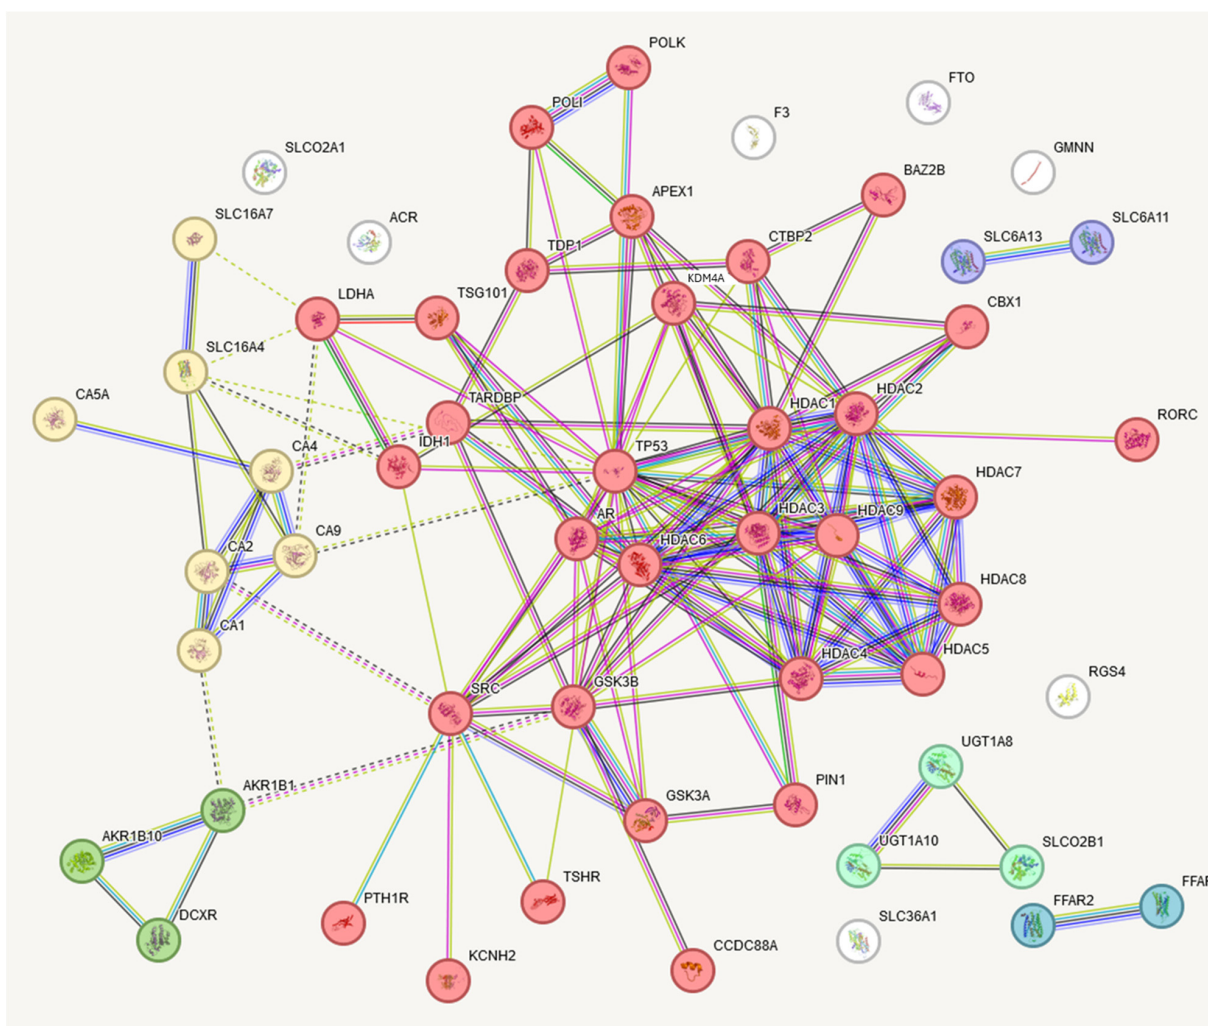 POLK
FTO
POLI
F3
SLCO2A1
GMNN
BAZ2B
APEX1
SLC16A7
ACR
SLC6A11
CTBP2
SLC6A13
TDP1
KDM4A
LDHA
TSG101
CBX1
SLC16A4
HDAC2
CA5A
TARDBP
HDAC1
RORC
IDH1
CA4
TP53
HDAC7
AR
HDAC3
HDAC9
CA9
HDAC6
CA2
HDAC8
CA1
HDAC4
HDAC5
SRC
GSK3B
RGS4
UGT1A8
AKR1B1
PIN1
GSK3A
AKR1B10
UGT1A10
SLCO2B1
TSHR
FFAR
PTH1R
FFAR2
DCXR
SLC36A1
CCDC88A
KCNH2